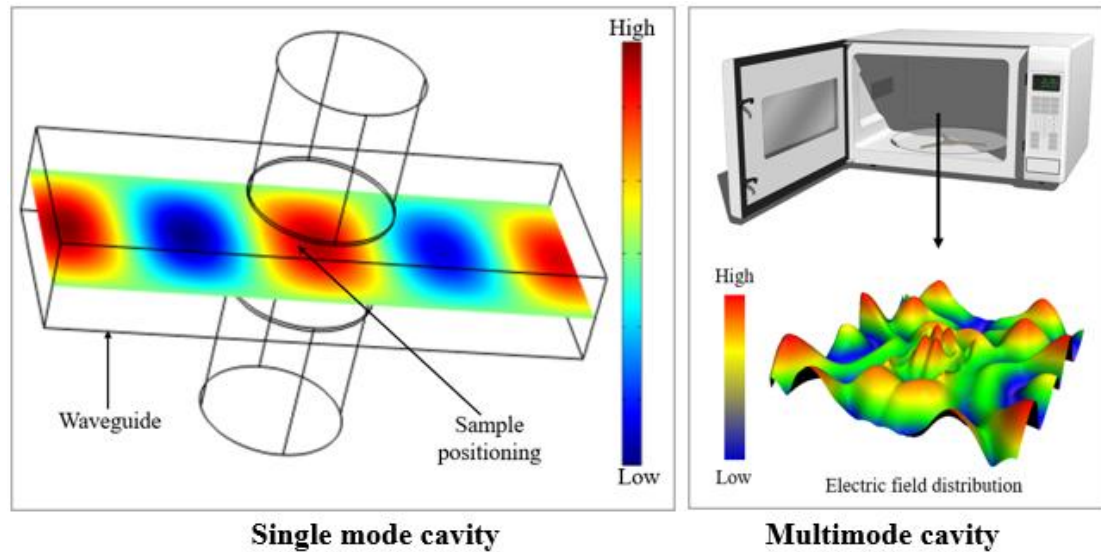 High
Low
Waveguide
Sample
positioning
Single mode cavity
High
Low
Electric field distribution
Multimode cavity